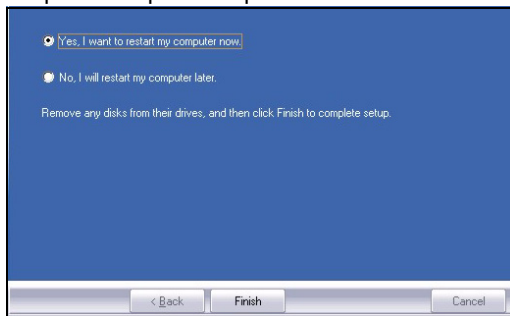 Yes, I want to restart my computer now.
No, I will restart my computer later.
Remove any disks from their drives, and then click Finish to complete setup.
< Back Finish Cancel